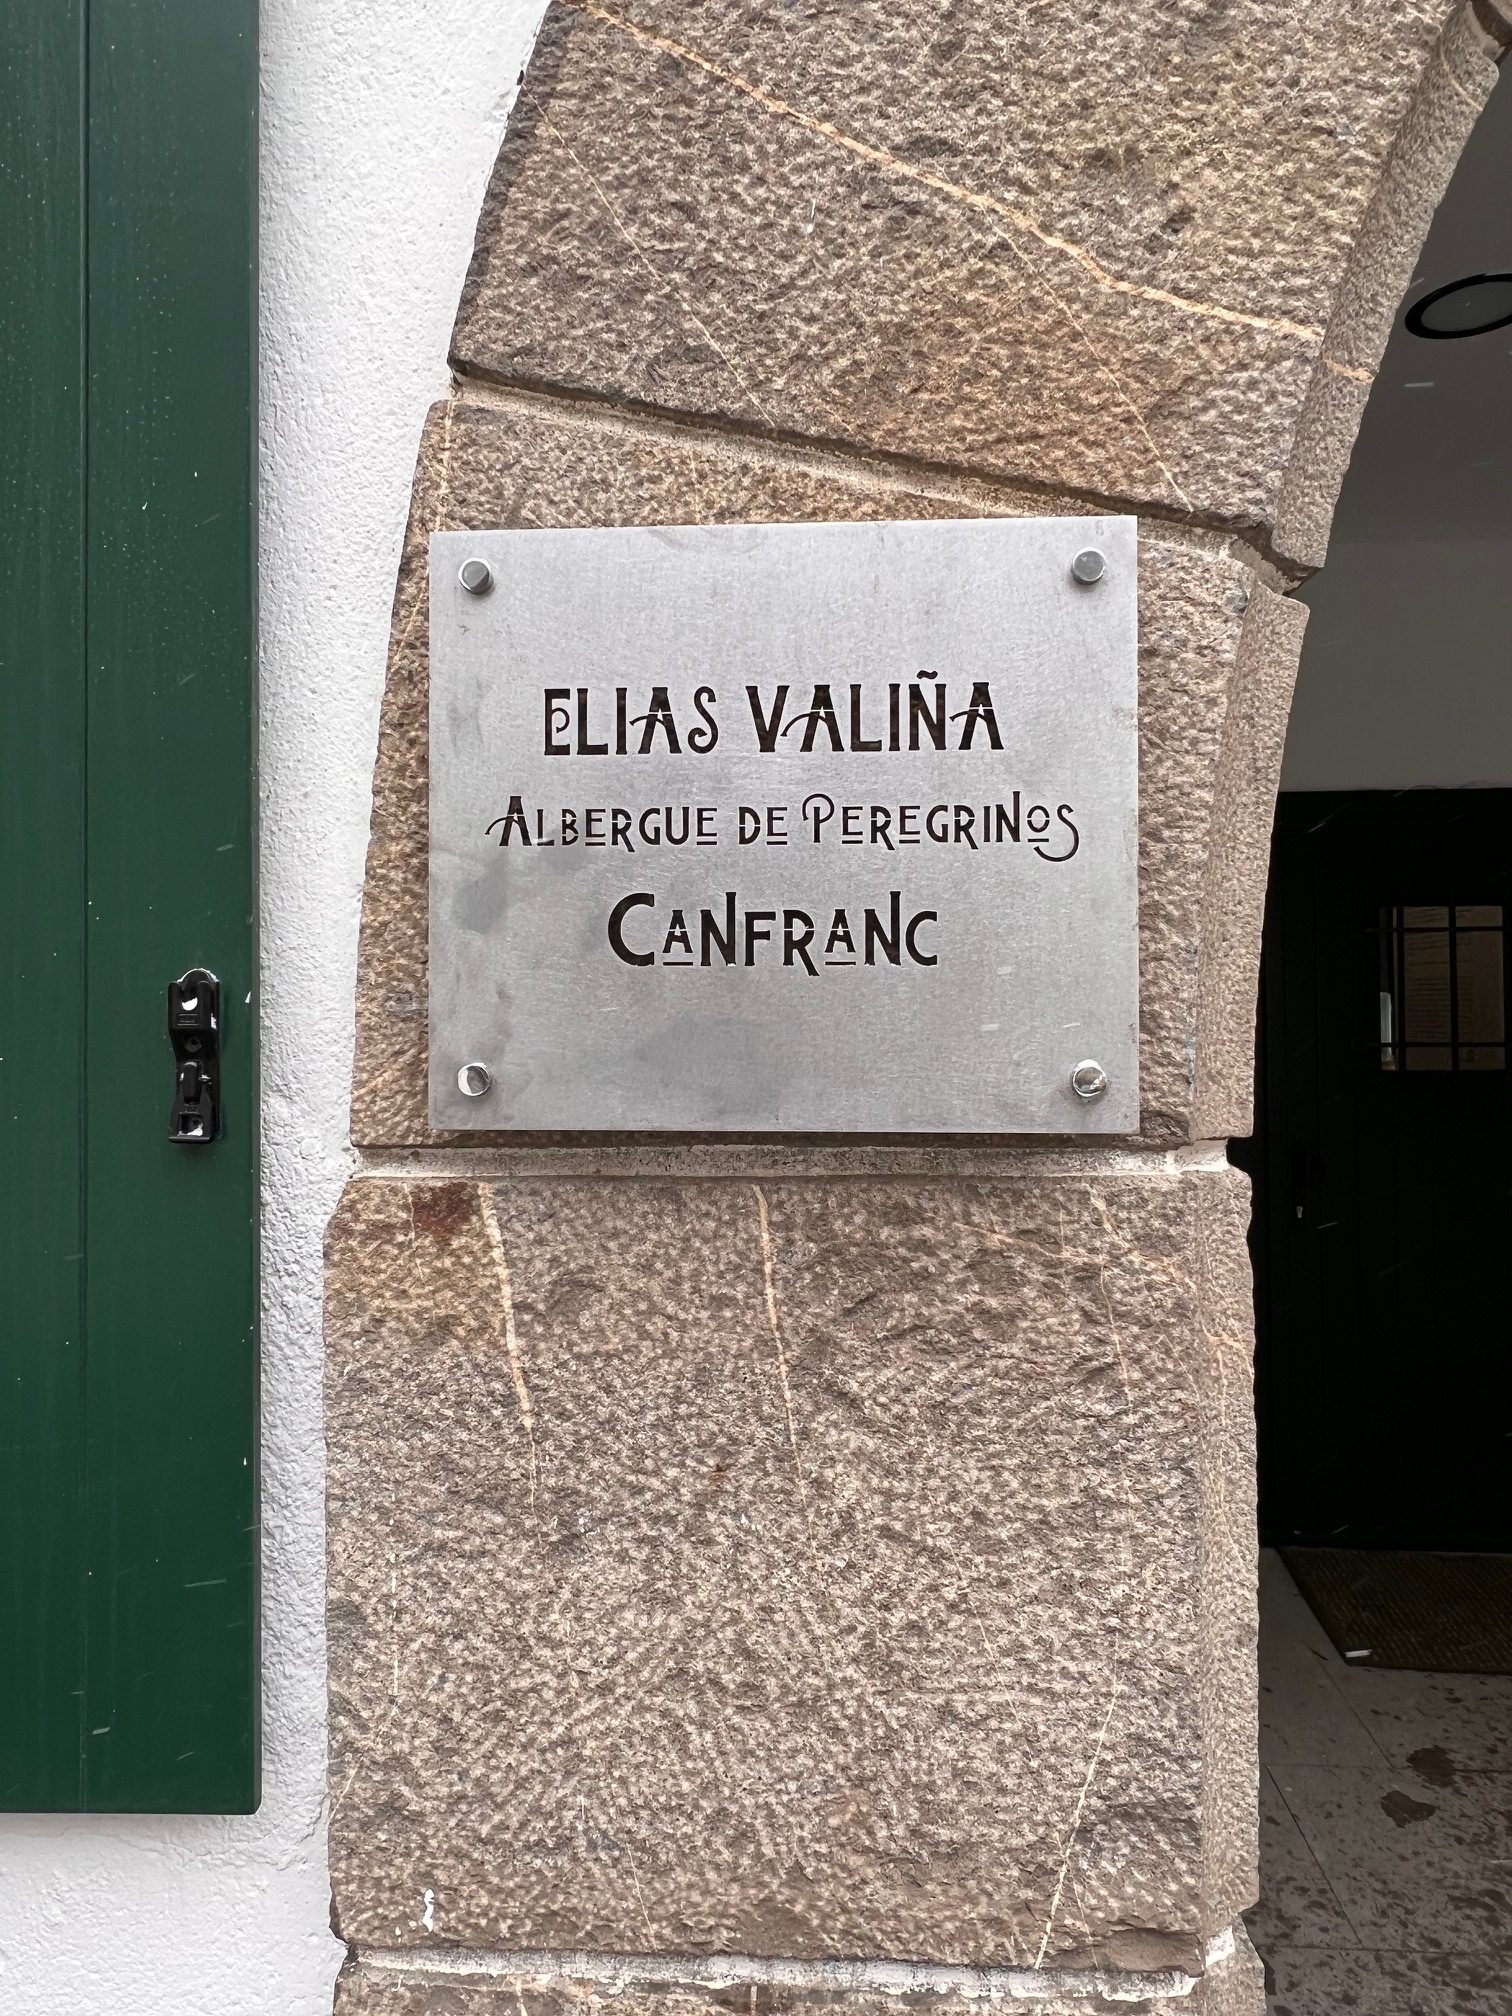 ELIAS VALIÑA
ALBERGUE DE PEREGRINOS
CANFRANC